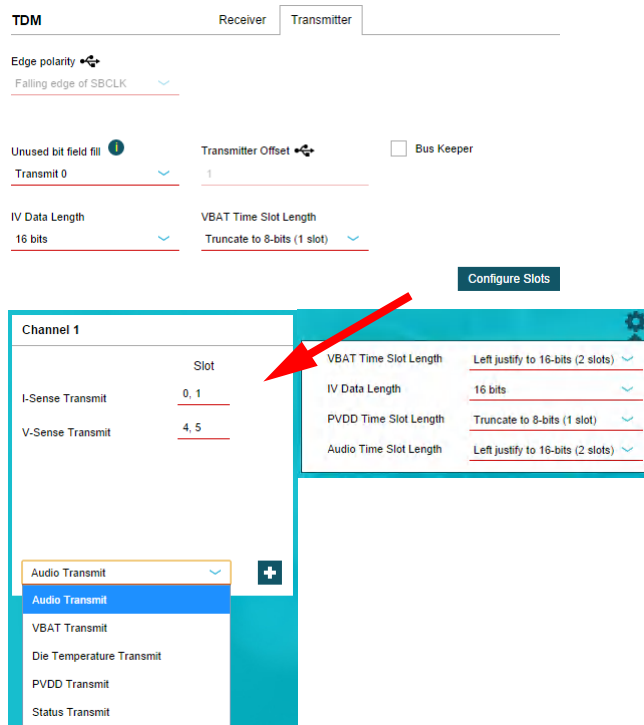 TDM Receiver Transmitter
Edge polarity
Falling edge of SBCLK
Unused bit field fill i Transmitter Offset Bus Keeper
Transmit 0 1
IV Data Length VBAT Time Slot Length
16 bits Truncate to 8-bits (1 slot)
Configure Slots
Channel 1
Slot
I-Sense Transmit 0, 1
V-Sense Transmit 4, 5
Audio Transmit
Audio Transmit
VBAT Transmit
Die Temperature Transmit
PVDD Transmit
Status Transmit
VBAT Time Slot Length Left justify to 16-bits (2 slots)
IV Data Length 16 bits
PVDD Time Slot Length Truncate to 8-bits (1 slot)
Audio Time Slot Length Left justify to 16-bits (2 slots)